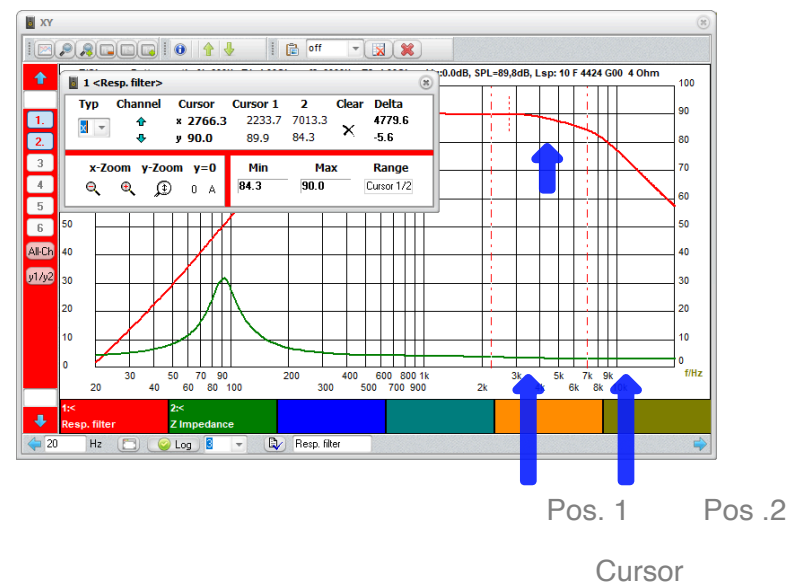 XY
off
0.0dB, SPL=89,8dB, Lsp: 10 F 4424 G00 4 Ohm
1 <Resp. filter>
Typ Channel Cursor Cursor 1 2 Clear Delta
x x 2766.3 2233.7 7013.3 4779.6
y 90.0 89.9 84.3 -5.6
x-Zoom y-Zoom y=0 Min Max Range
0 A 84.3 90.0 Cursor 1/2
1.
2.
3
4
5
6
All-Ch
y1/y2
100
90
80
70
60
50
40
30
20
10
0
50
40
30
20
10
0
30 50 70 90 200 400 600 800 1k 3k 5k 7k 9k f/Hz
20 40 60 80 100 300 500 700 900 2k 6k 8k
1:< 2:<
Resp. filter Z Impedance
20 Hz Log 3 Resp. filter
Pos. 1 Pos .2
Cursor